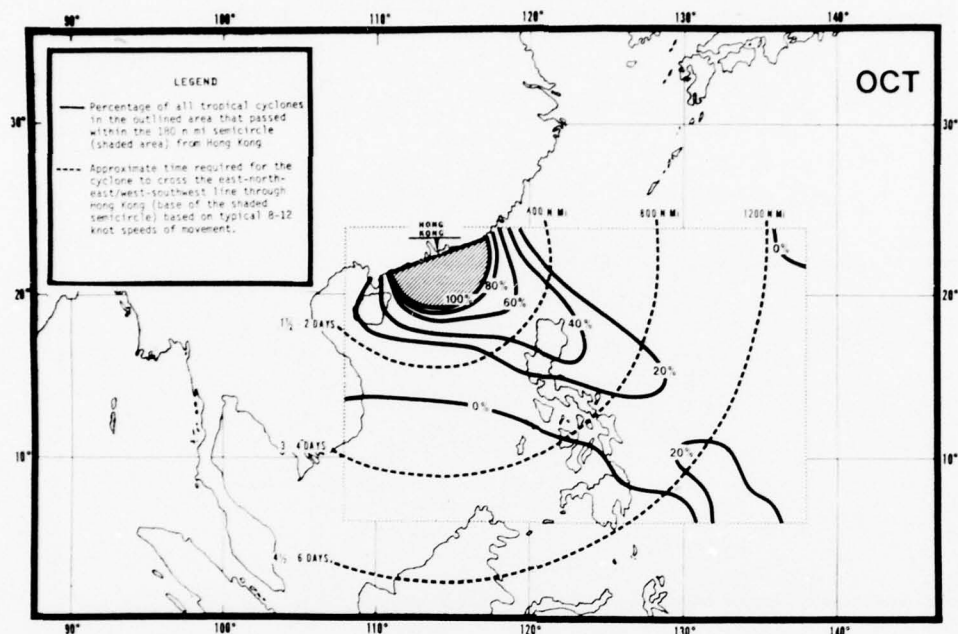 90° 100° 110° 120° 130° 140°
OCT
LEGEND
Percentage of all tropical cyclones
in the outlined area that passed
within the 180 n mi semicircle
(shaded area) from Hong Kong
Approximate time required for the
cyclone to cross the east-north-
east/west-southwest line through
Hong Kong (base of the shaded
semicircle) based on typical 8-12
knot speeds of movement.
30° 30°
400 N Mi 800 N Mi 1200 N Mi
HONG
KONG
0%
80%
20° 100% 60% 20°
1½ 2 DAYS 40%
20%
0%
3 4 DAYS 20%
10° 10°
4½ 6 DAYS
90° 100° 110° 120° 130° 140°